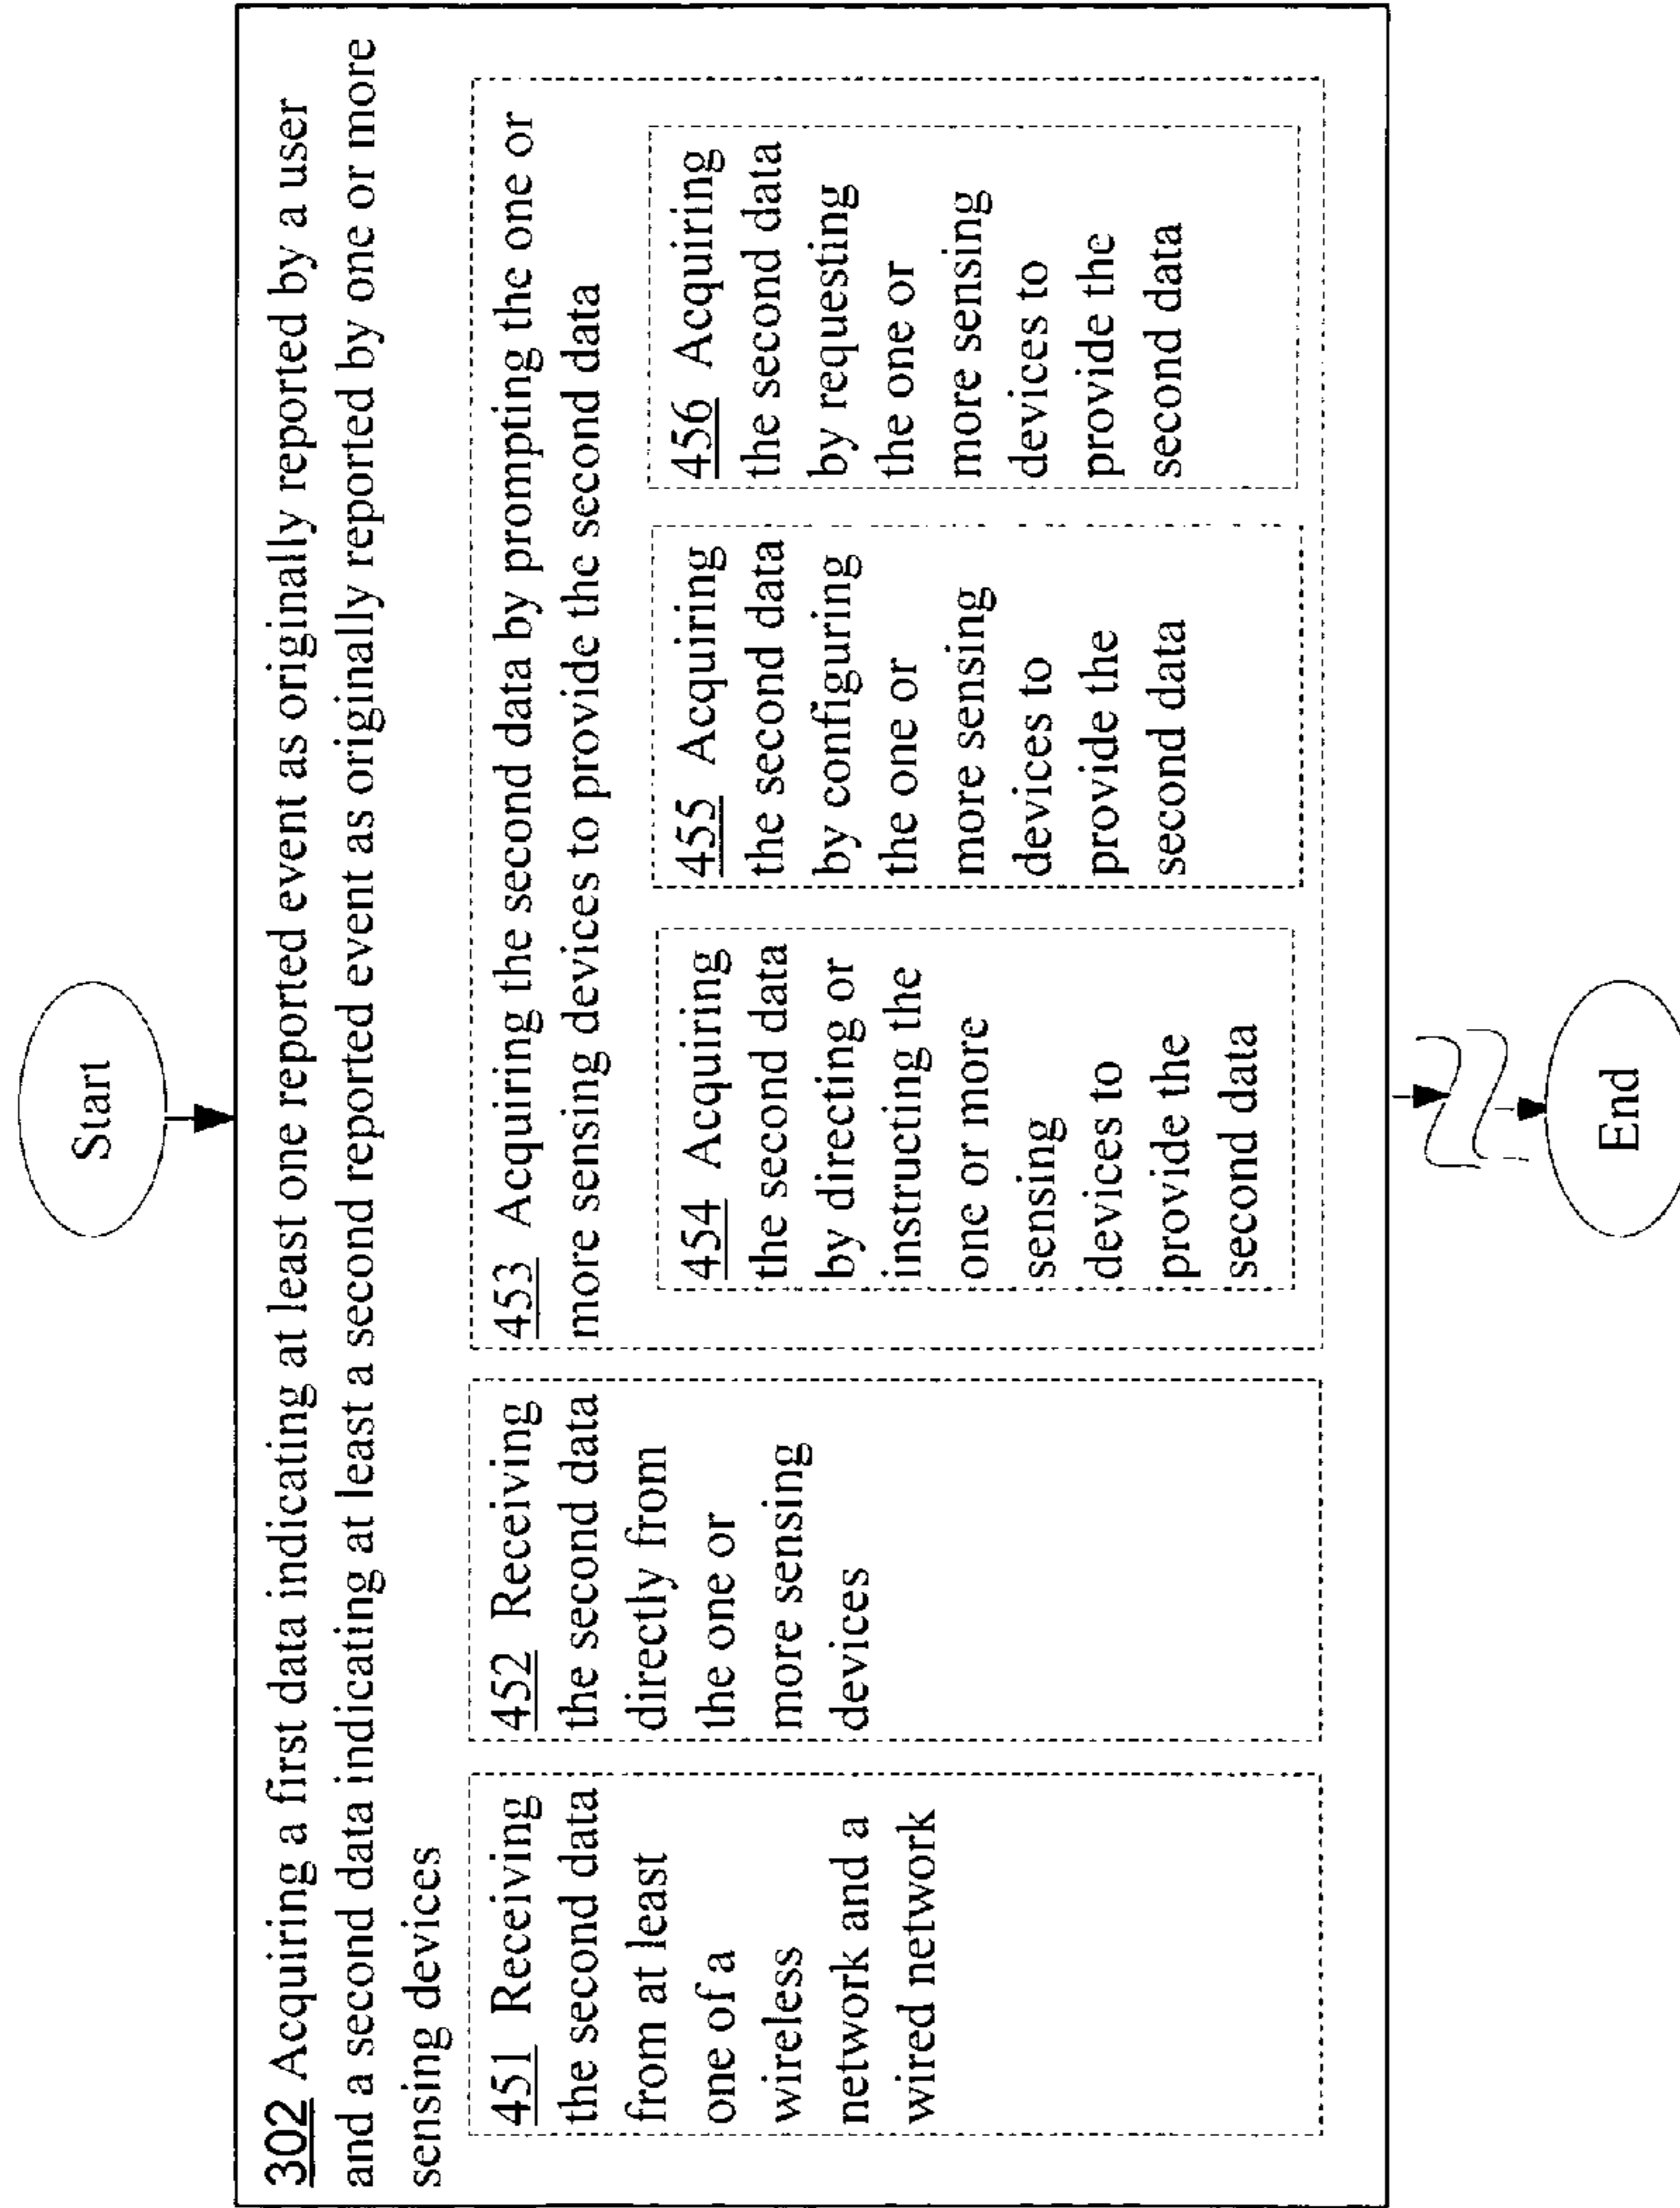 Start
302 Acquiring a first data indicating at least one reported event as originally reported by a user
and a second data indicating at least a second reported event as originally reported by one or more
sensing devices
451 Receiving
the second data
from at least
one of a
wireless
network and a
wired network
452 Receiving
the second data
directly from
the one or
more sensing
devices
453 Acquiring the second data by prompting the one or
more sensing devices to provide the second data
454 Acquiring
the second data
by directing or
instructing the
one or more
sensing
devices to
provide the
second data
455 Acquiring
the second data
by configuring
the one or
more sensing
devices to
provide the
second data
456 Acquiring
the second data
by requesting
the one or
more sensing
devices to
provide the
second data
End